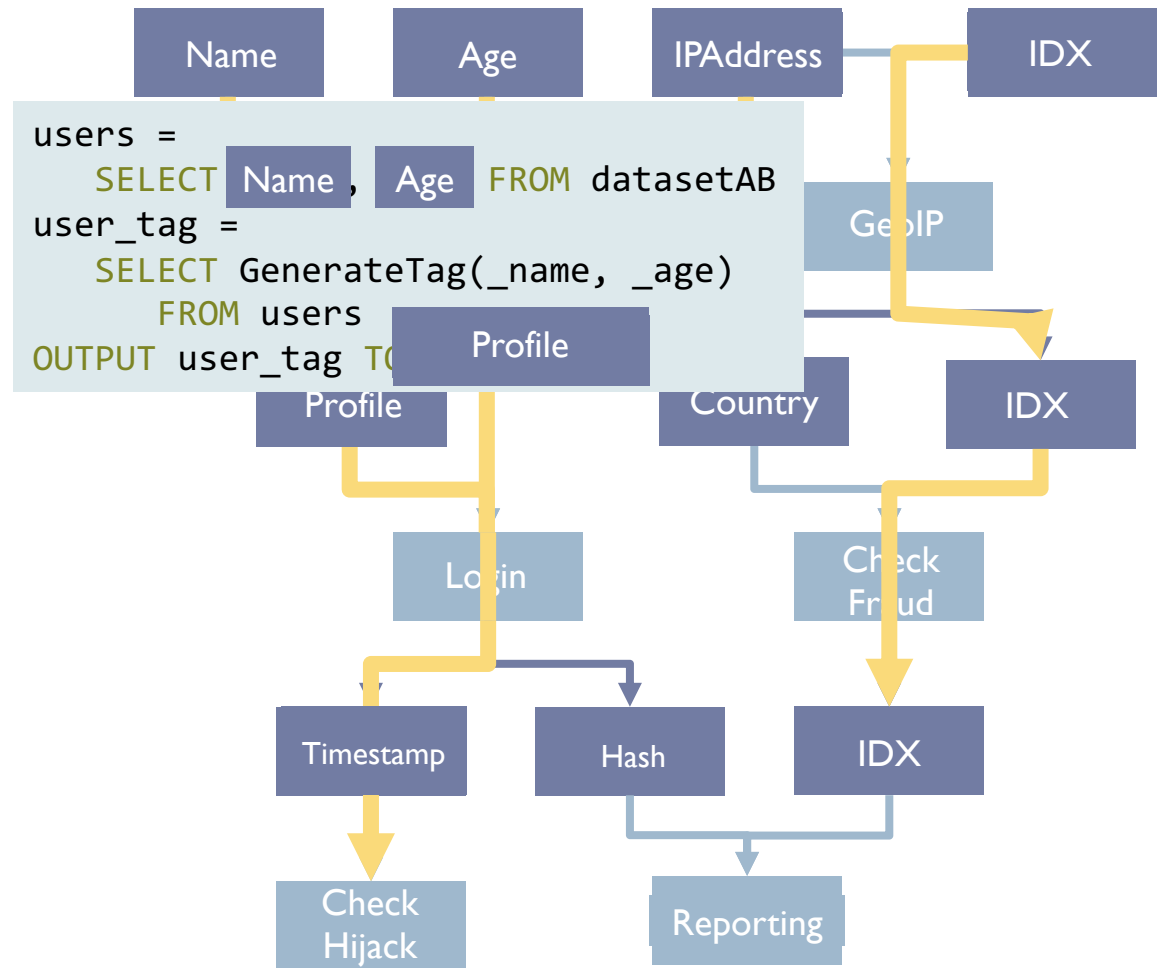 Name
Age
IPAddress
IDX
users =
SELECT Name , Age FROM datasetAB
user_tag =
SELECT GenerateTag(_name, _age)
FROM users
OUTPUT user_tag TO Profile
GeoIP
Profile
Country
IDX
Login
Check
Fraud
Timestamp
Hash
IDX
Check
Hijack
Reporting